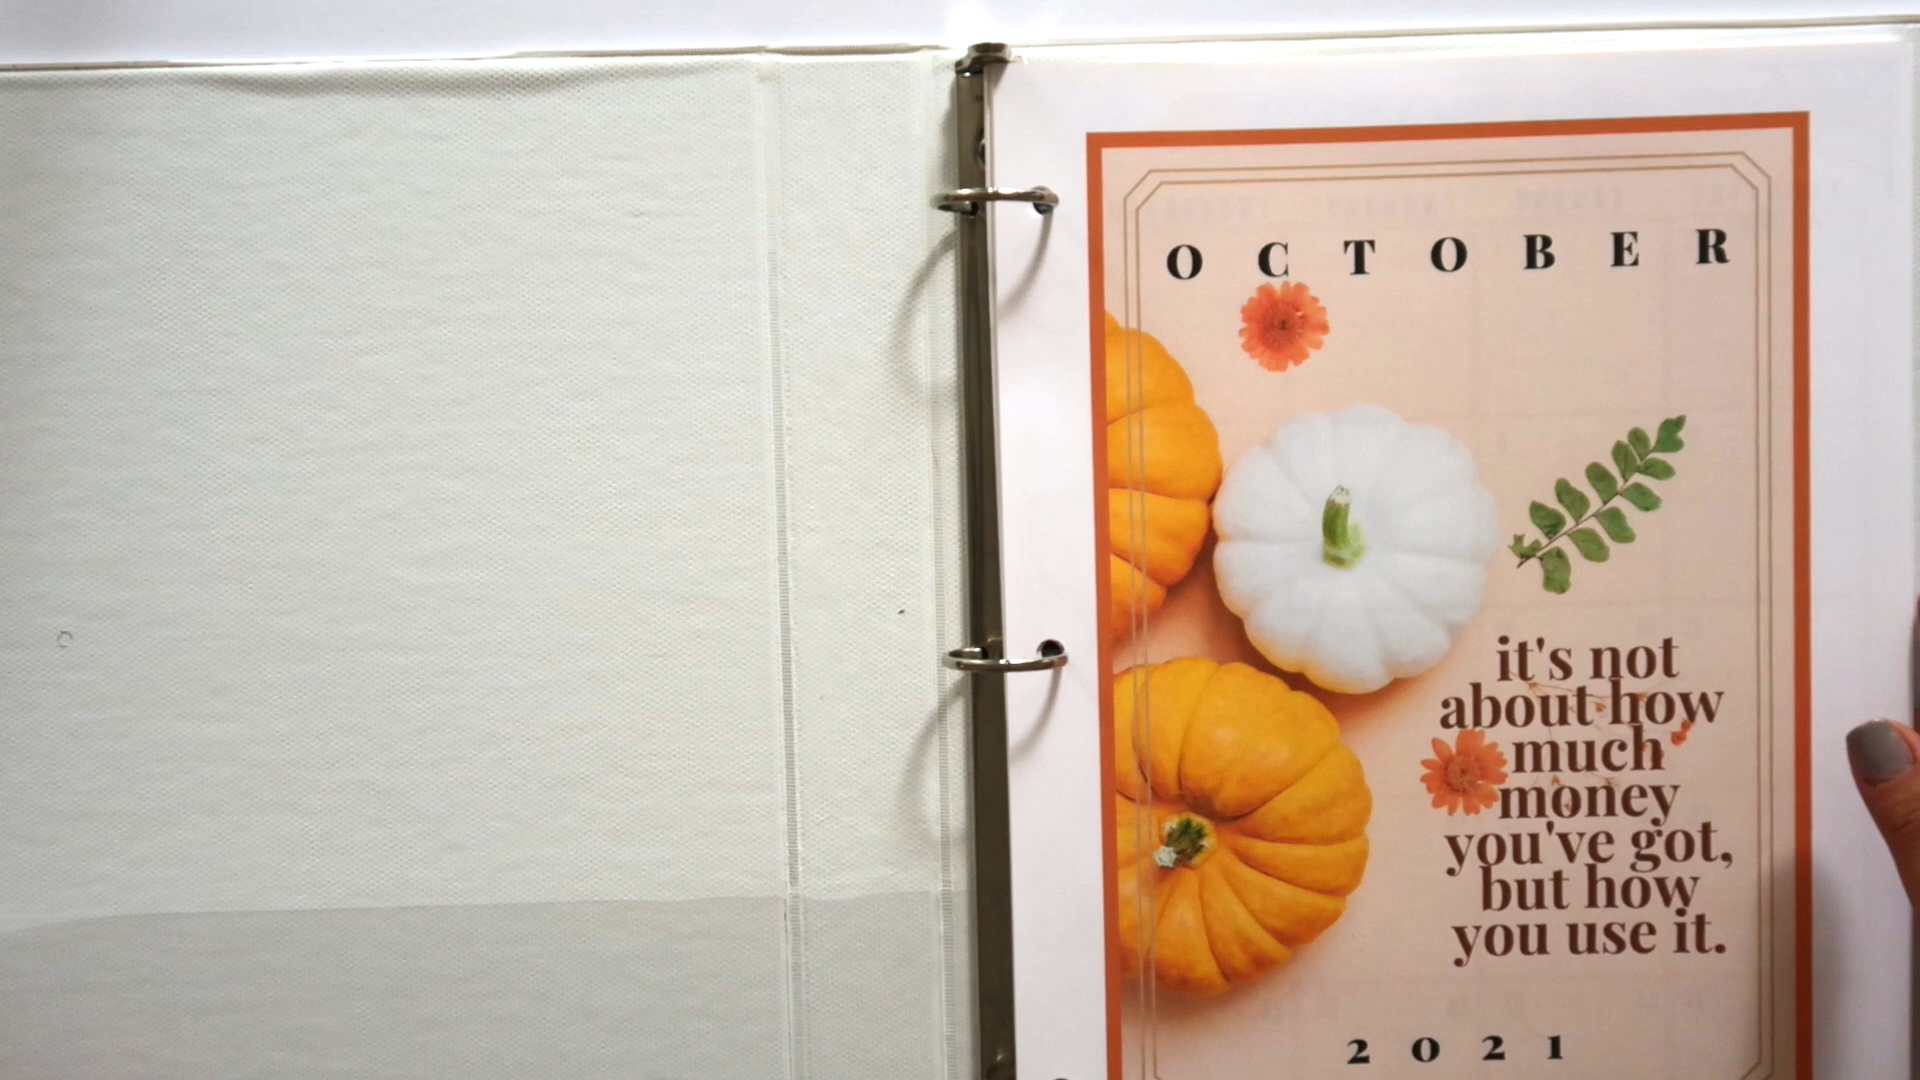 OCTOBER
it's not
about how
much
money
you've got,
but how
you use it.
2021